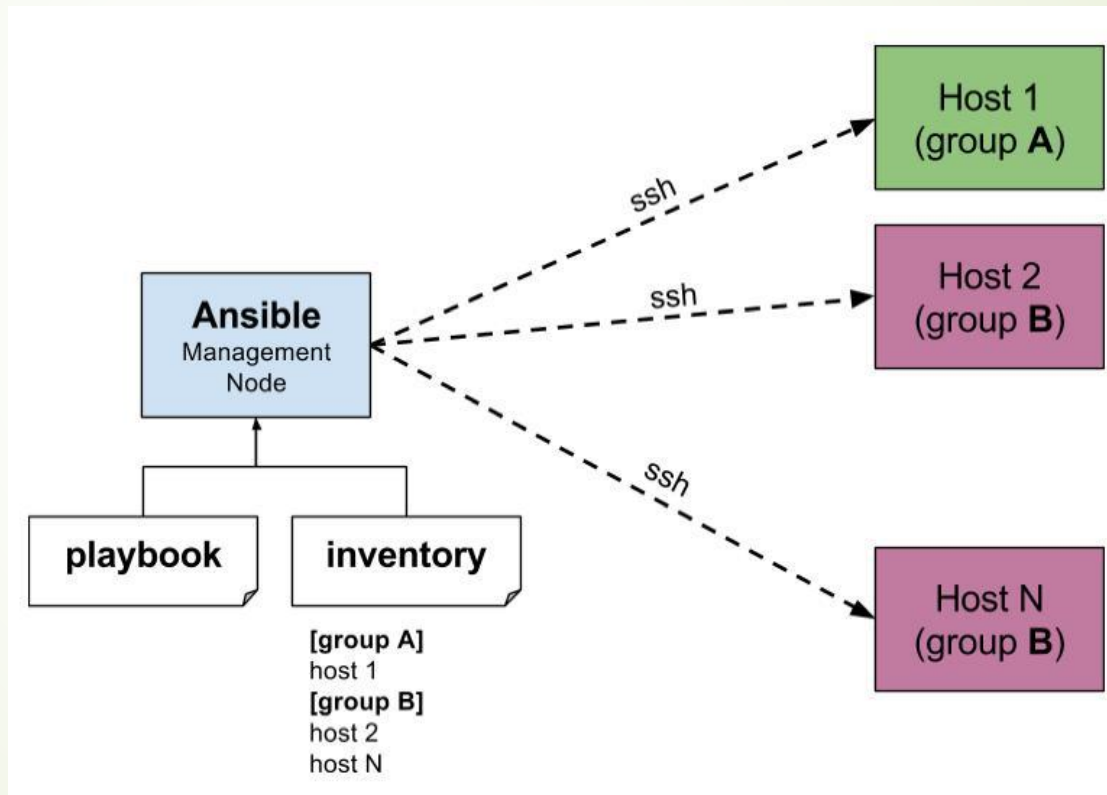 Host 1
(group A)
ssh
Host 2
(group B)
ssh
Ansible
Management
Node
ssh
playbook
inventory
Host N
(group B)
[group A]
host 1
[group B]
host 2
host N